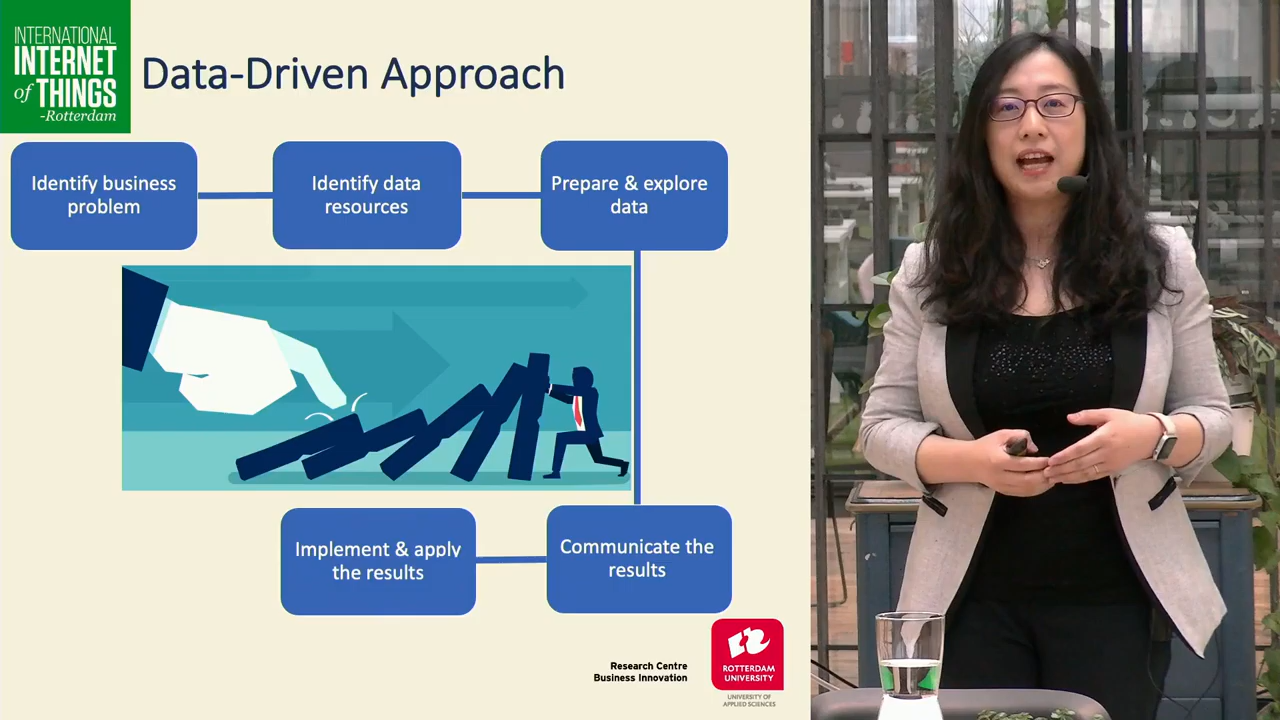 INTERNATIONAL
INTERNET
of THINGS
-Rotterdam
Data-Driven Approach
Identify business
problem
Identify data
resources
Prepare & explore
data
Implement & apply
the results
Communicate the
results
Research Centre
Business Innovation
ROTTERDAM
UNIVERSITY
UNIVERSITY OF
APPLIED SCIENCES